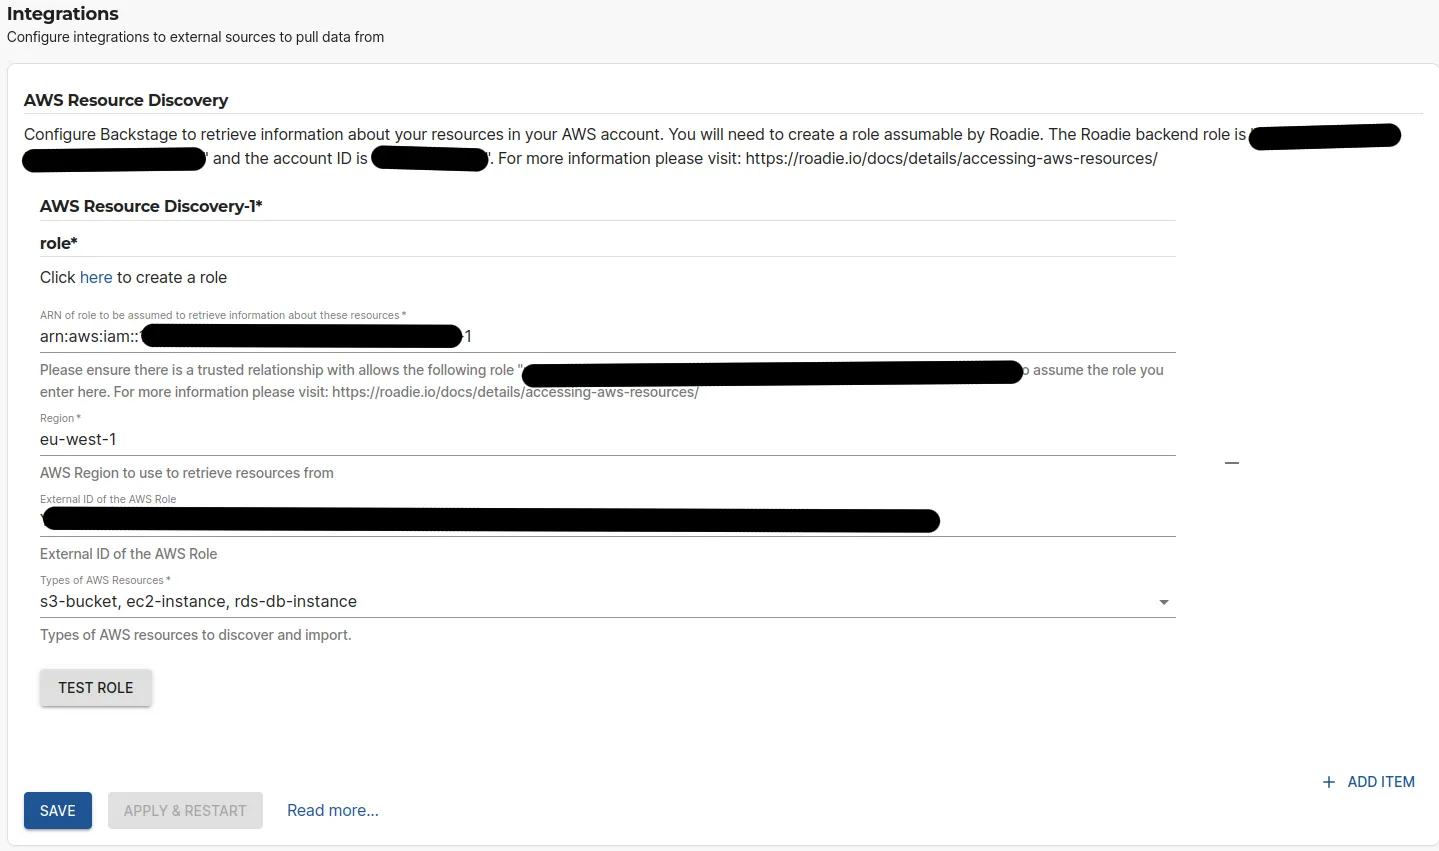 Integrations
Configure integrations to external sources to pull data from
AWS Resource Discovery
Configure Backstage to retrieve information about your resources in your AWS account. You will need to create a role assumable by Roadie. The Roadie backend role is '
' and the account ID is '. For more information please visit: https://roadie.io/docs/details/accessing-aws-resources/
AWS Resource Discovery-1*
role*
Click here to create a role
ARN of role to be assumed to retrieve information about these resources *
arn:aws:iam:: -1
Please ensure there is a trusted relationship with allows the following role " assume the role you
enter here. For more information please visit: https://roadie.io/docs/details/accessing-aws-resources/
Region *
eu-west-1
AWS Region to use to retrieve resources from
External ID of the AWS Role
External ID of the AWS Role
Types of AWS Resources *
s3-bucket, ec2-instance, rds-db-instance
Types of AWS resources to discover and import.
TEST ROLE
+ ADD ITEM
SAVE
APPLY & RESTART
Read more...